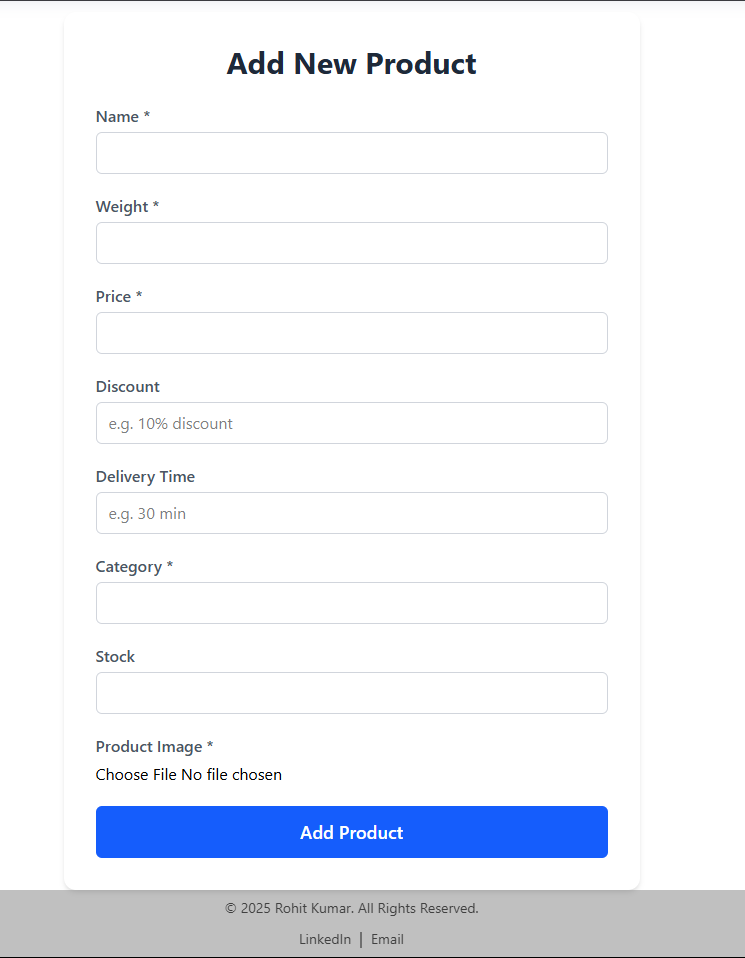 Add New Product
Name *
Weight *
Price *
Discount
e.g. 10% discount
Delivery Time
e.g. 30 min
Category *
Stock
Product Image *
Choose File No file chosen
Add Product
© 2025 Rohit Kumar. All Rights Reserved.
LinkedIn | Email